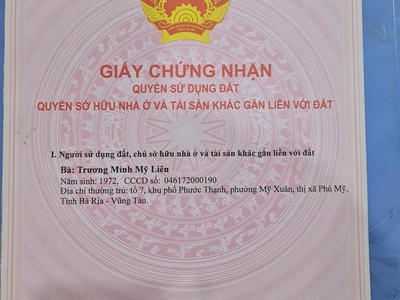 GIẤY CHỨNG NHẬN
QUYỀN SỬ DỤNG ĐẤT
QUYỀN SỞ HỮU NHÀ Ở VÀ TÀI SẢN KHÁC GẮN LIỀN VỚI ĐẤT
I. Người sử dụng đất, chủ sở hữu nhà ở và tài sản khác gắn liền với đất
Bà: Trương Minh Mỹ Liên
Năm sinh: 1972, CCCD số: 046172000190
Địa chỉ thường trú: tổ 7, khu phố Phước Thạnh, phường Mỹ Xuân, thị xã Phú Mỹ,
Tỉnh Bà Rịa - Vũng Tàu.